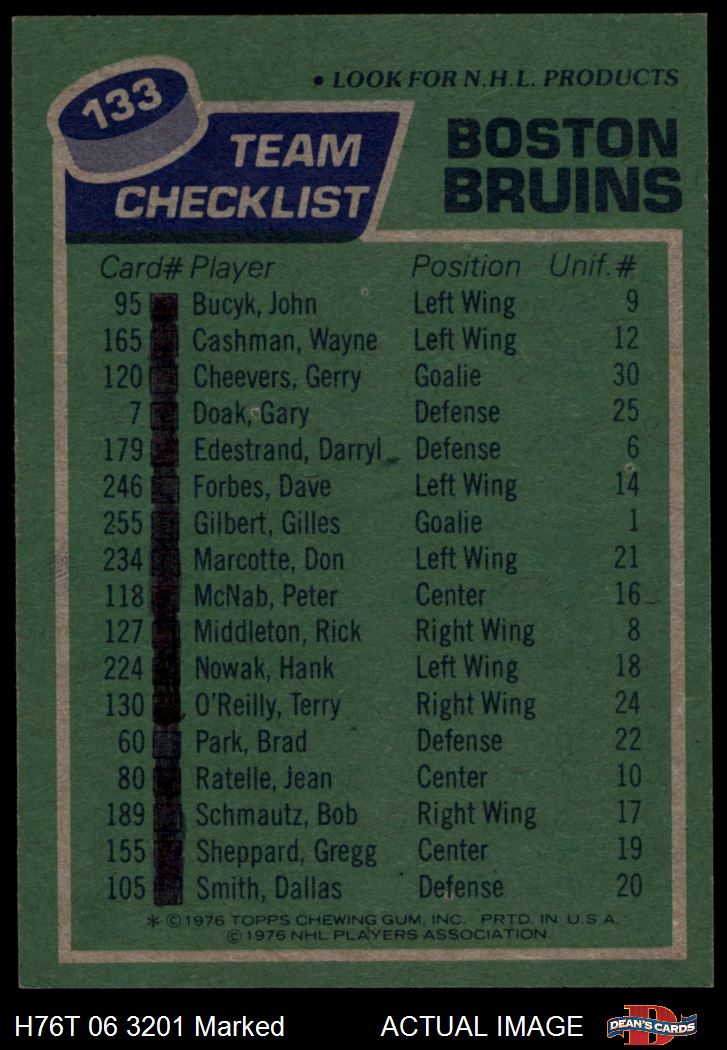 133
• LOOK FOR N.H.L. PRODUCTS
TEAM CHECKLIST
BOSTON BRUINS
Card# Player Position Unif.#
95 Bucyk, John Left Wing 9
165 Cashman, Wayne Left Wing 12
120 Cheevers, Gerry Goalie 30
7 Doak, Gary Defense 25
179 Edestrand, Darryl Defense 6
246 Forbes, Dave Left Wing 14
255 Gilbert, Gilles Goalie 1
234 Marcotte, Don Left Wing 21
118 McNab, Peter Center 16
127 Middleton, Rick Right Wing 8
224 Nowak, Hank Left Wing 18
130 O'Reilly, Terry Right Wing 24
60 Park, Brad Defense 22
80 Ratelle, Jean Center 10
189 Schmautz, Bob Right Wing 17
155 Sheppard, Gregg Center 19
105 Smith, Dallas Defense 20
* © 1976 TOPPS CHEWING GUM, INC. PRTD. IN U.S.A.
© 1976 NHL PLAYERS ASSOCIATION.
H76T 06 3201 Marked ACTUAL IMAGE
D
DEAN'S CARDS